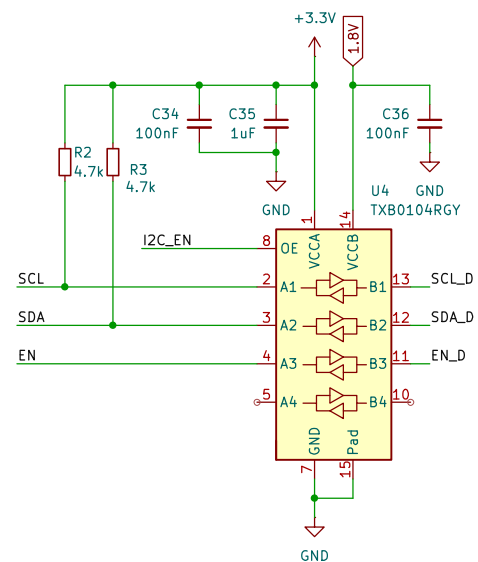 +3.3V
1.8V
C34
100nF
C35
1uF
C36
100nF
R2
4.7k
R3
4.7k
GND
GND
U4
TXB0104RGY
1
14
VCCA
VCCB
I2C_EN
8
OE
SCL
2
A1
B1
13
SCL_D
SDA
3
A2
B2
12
SDA_D
EN
4
A3
B3
11
EN_D
5
A4
B4
10
GND
Pad
7
15
GND